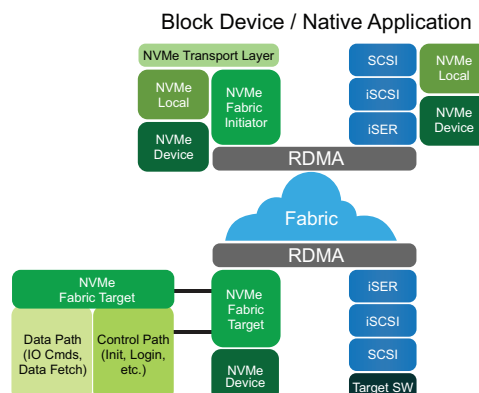 Block Device / Native Application
NVMe Transport Layer
NVMe
Local
NVMe
Device
NVMe
Fabric
Initiator
SCSI
iSCSI
iSER
NVMe
Local
NVMe
Device
RDMA
Fabric
RDMA
NVMe
Fabric Target
Data Path
(IO Cmds,
Data Fetch)
Control Path
(Init, Login,
etc.)
NVMe
Fabric
Target
NVMe
Device
iSER
iSCSI
SCSI
Target SW